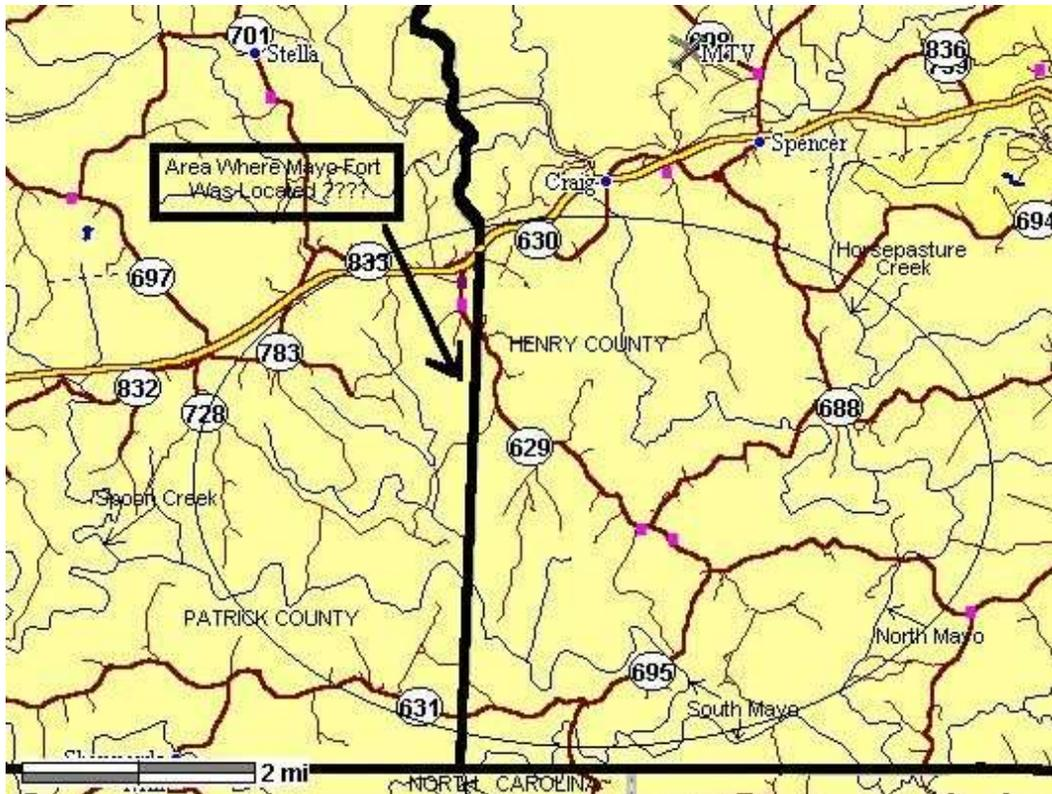 701
Stella
MTV
836
Spencer
Area Where Mayo Fort
Was Located ????
Craig
694
630
Horsepasture
Creek
833
697
HENRY COUNTY
783
832
728
688
629
Spoon Creek
PATRICK COUNTY
North Mayo
695
631
South Mayo
2 mi
~NORTH CAROLINA~